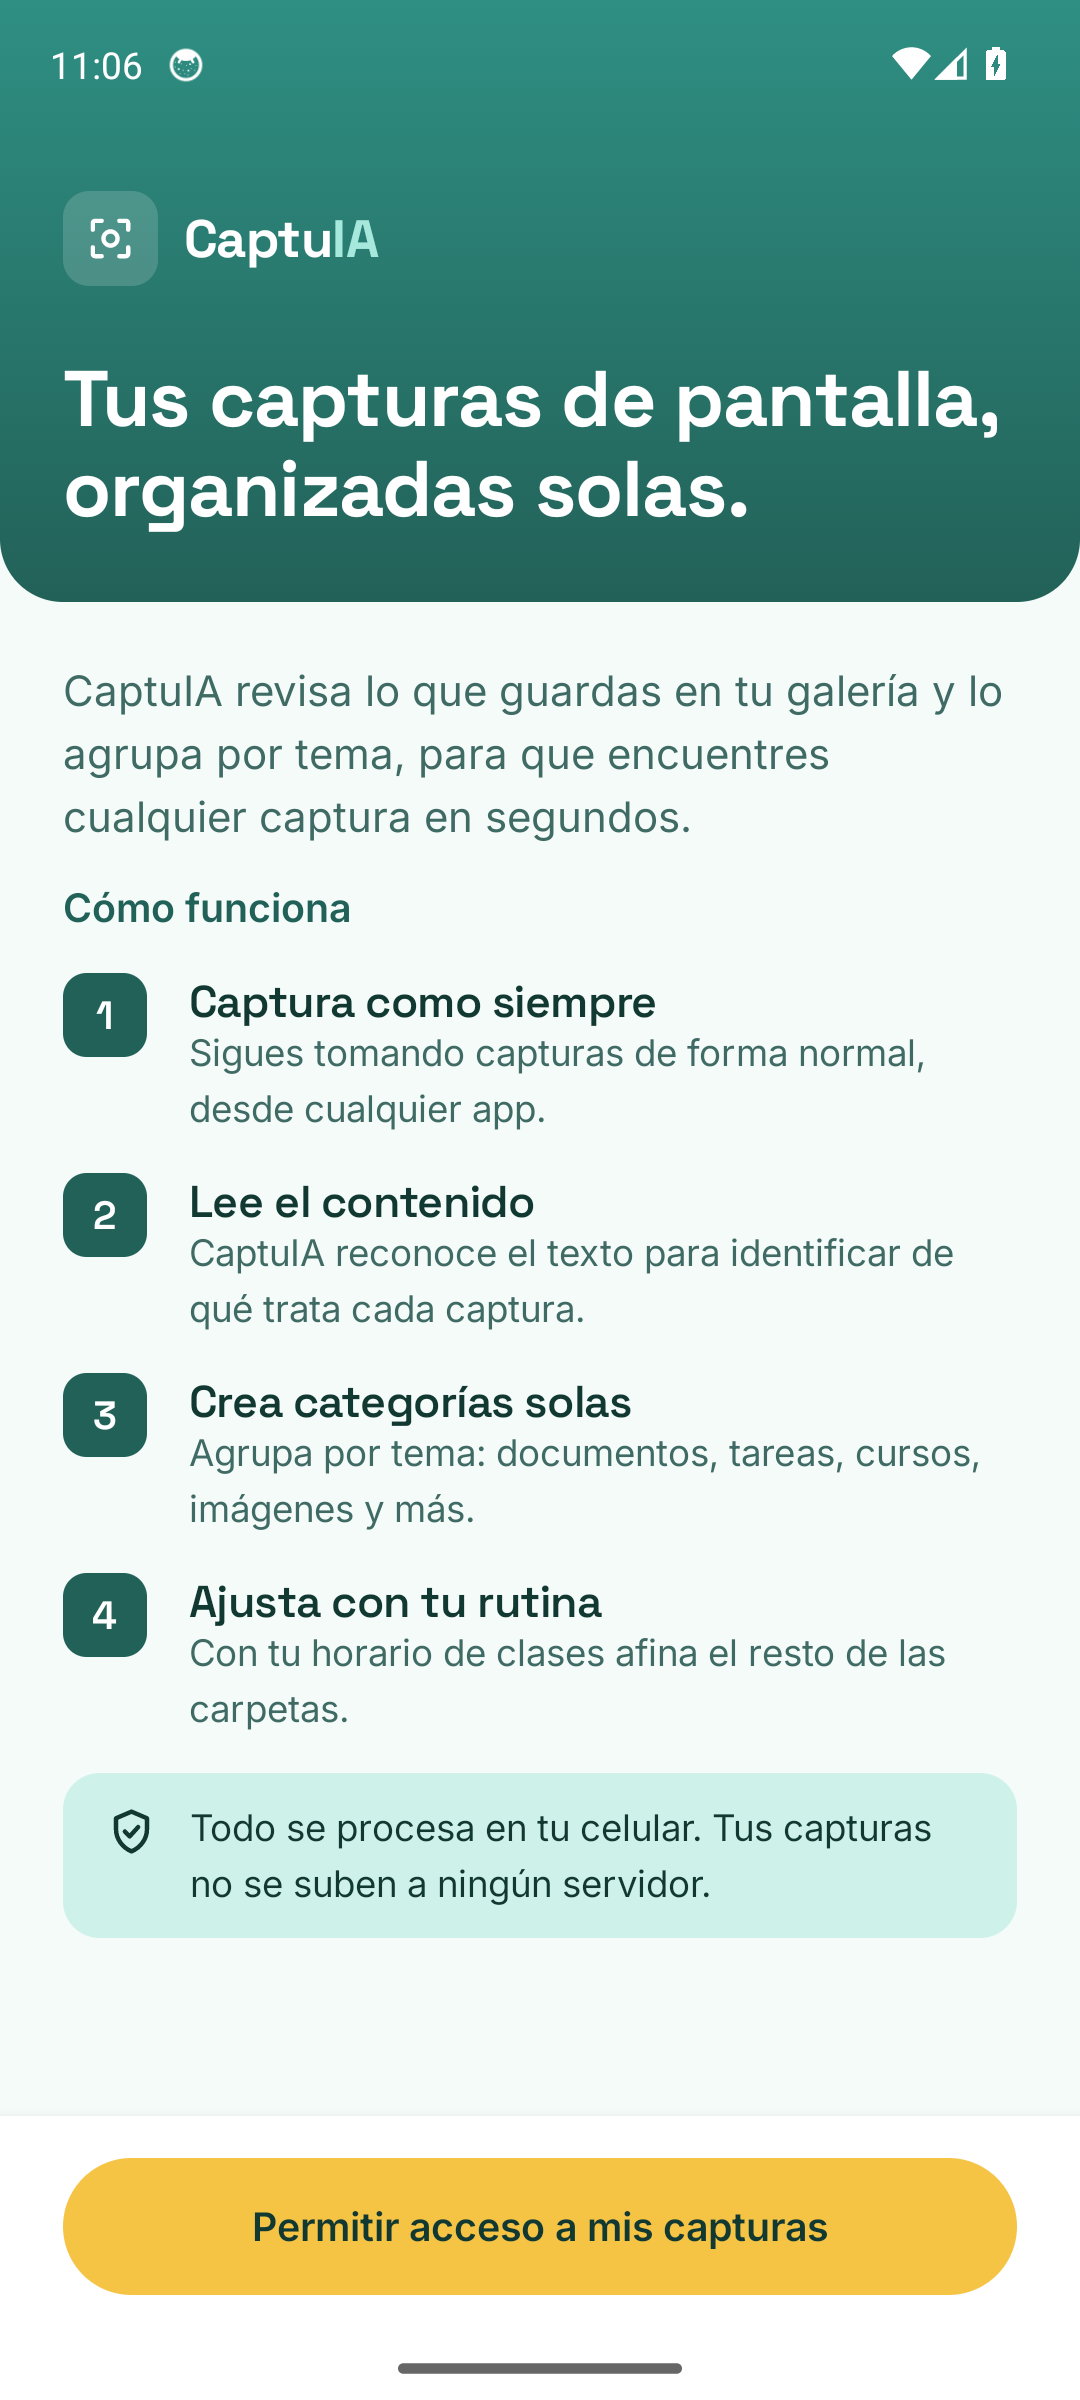 11:06
CaptuIA
Tus capturas de pantalla,
organizadas solas.
CaptuIA revisa lo que guardas en tu galería y lo
agrupa por tema, para que encuentres
cualquier captura en segundos.
Cómo funciona
1
Captura como siempre
Sigues tomando capturas de forma normal,
desde cualquier app.
2
Lee el contenido
CaptuIA reconoce el texto para identificar de
qué trata cada captura.
3
Crea categorías solas
Agrupa por tema: documentos, tareas, cursos,
imágenes y más.
4
Ajusta con tu rutina
Con tu horario de clases afina el resto de las
carpetas.
Todo se procesa en tu celular. Tus capturas
no se suben a ningún servidor.
Permitir acceso a mis capturas